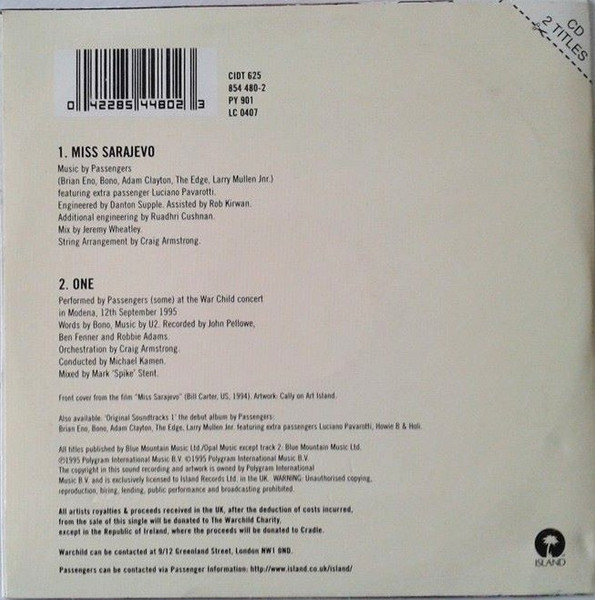 CD
2 TITLES
CIDT 625
854 480-2
PY 901
LC 0407
0 42285 44802 3
1. MISS SARAJEVO
Music by Passengers
(Brian Eno, Bono, Adam Clayton, The Edge, Larry Mullen Jnr.)
featuring extra passenger Luciano Pavarotti.
Engineered by Danton Supple. Assisted by Rob Kirwan.
Additional engineering by Ruadhri Cushnan.
Mix by Jeremy Wheatley.
String Arrangement by Craig Armstrong.
2. ONE
Performed by Passengers (some) at the War Child concert
in Modena, 12th September 1995
Words by Bono, Music by U2. Recorded by John Pellowe,
Ben Fenner and Robbie Adams.
Orchestration by Craig Armstrong.
Conducted by Michael Kamen.
Mixed by Mark 'Spike' Stent.
Front cover from the film "Miss Sarajevo" (Bill Carter, US, 1994). Artwork: Cally on Art Island.
Also available: 'Original Soundtracks 1' the debut album by Passengers:
Brian Eno, Bono, Adam Clayton, The Edge, Larry Mullen Jnr. featuring extra passengers Luciano Pavarotti, Howie B & Holi.
All titles published by Blue Mountain Music Ltd./Opal Music except track 2; Blue Mountain Music Ltd.
℗1995 Polygram International Music B.V. ©1995 Polygram International Music B.V.
The copyright in this sound recording and artwork is owned by Polygram International
Music B.V. and is exclusively licensed to Island Records Ltd. in the UK. WARNING: Unauthorised copying,
reproduction, hiring, lending, public performance and broadcasting prohibited.
All artists royalties & proceeds received in the UK, after the deduction of costs incurred,
from the sale of this single will be donated to The Warchild Charity,
except in the Republic of Ireland, where the proceeds will be donated to Cradle.
Warchild can be contacted at 9/12 Greenland Street, London NW1 0ND.
Passengers can be contacted via Passenger Information: http://www.island.co.uk/island/
ISLAND